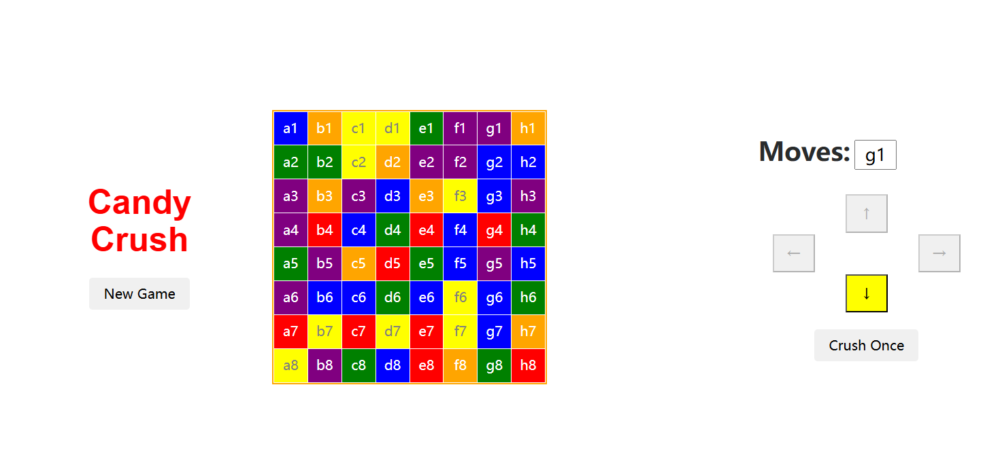 Candy
Crush
New Game
a1 b1 c1 d1 e1 f1 g1 h1
a2 b2 c2 d2 e2 f2 g2 h2
a3 b3 c3 d3 e3 f3 g3 h3
a4 b4 c4 d4 e4 f4 g4 h4
a5 b5 c5 d5 e5 f5 g5 h5
a6 b6 c6 d6 e6 f6 g6 h6
a7 b7 c7 d7 e7 f7 g7 h7
a8 b8 c8 d8 e8 f8 g8 h8
Moves: g1
↑
← →
↓
Crush Once